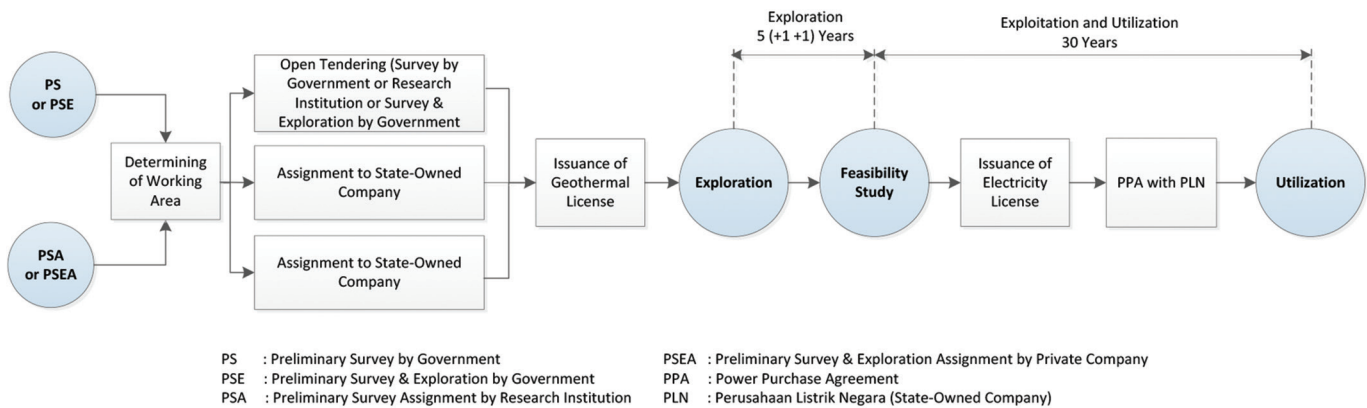 PS
or PSE
PSA
or PSEA
Determining
of Working
Area
Open Tendering (Survey by
Government or Research
Institution or Survey &
Exploration by Government
Assignment to State-Owned
Company
Assignment to State-Owned
Company
Issuance of
Geothermal
License
Exploration
5 (+1 +1) Years
Exploration
Feasibility
Study
Exploitation and Utilization
30 Years
Issuance of
Electricity
License
PPA with PLN
Utilization
PS : Preliminary Survey by Government
PSE : Preliminary Survey & Exploration by Government
PSA : Preliminary Survey Assignment by Research Institution
PSEA : Preliminary Survey & Exploration Assignment by Private Company
PPA : Power Purchase Agreement
PLN : Perusahaan Listrik Negara (State-Owned Company)